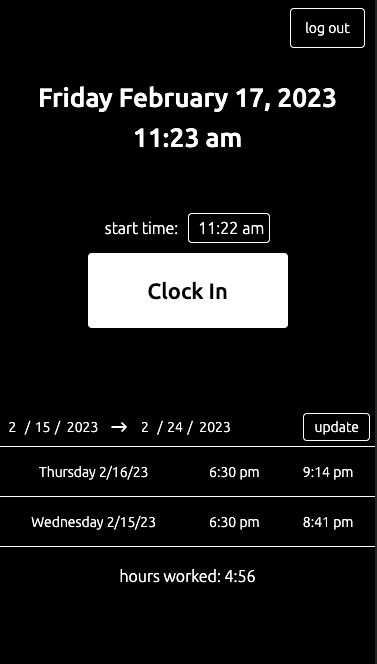 log out
Friday February 17, 2023
11:23 am
start time: 11:22 am
Clock In
2 / 15 / 2023 → 2 / 24 / 2023 update
Thursday 2/16/23 6:30 pm 9:14 pm
Wednesday 2/15/23 6:30 pm 8:41 pm
hours worked: 4:56